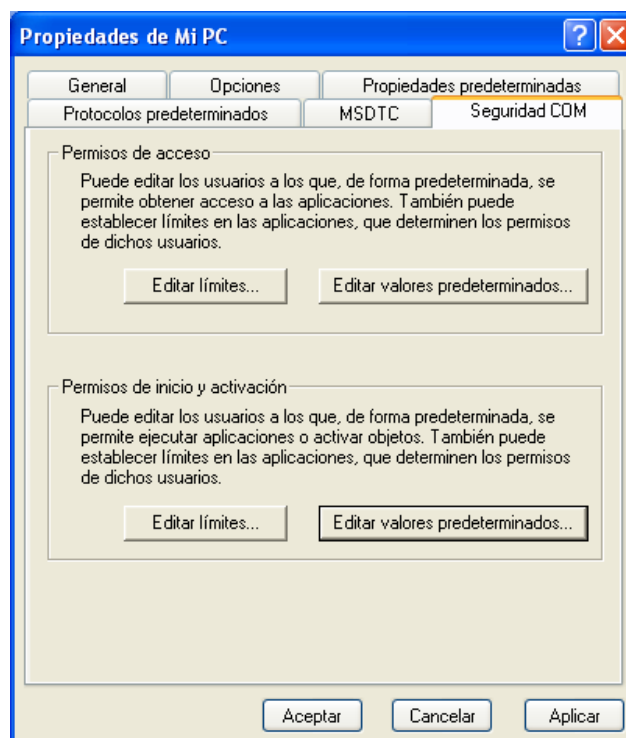 Propiedades de Mi PC
General Opciones Propiedades predeterminadas
Protocolos predeterminados MSDTC Seguridad COM
Permisos de acceso
Puede editar los usuarios a los que, de forma predeterminada, se
permite obtener acceso a las aplicaciones. También puede
establecer límites en las aplicaciones, que determinen los permisos
de dichos usuarios.
Editar límites... Editar valores predeterminados...
Permisos de inicio y activación
Puede editar los usuarios a los que, de forma predeterminada, se
permite ejecutar aplicaciones o activar objetos. También puede
establecer límites en las aplicaciones, que determinen los permisos
de dichos usuarios.
Editar límites... Editar valores predeterminados...
Aceptar Cancelar Aplicar